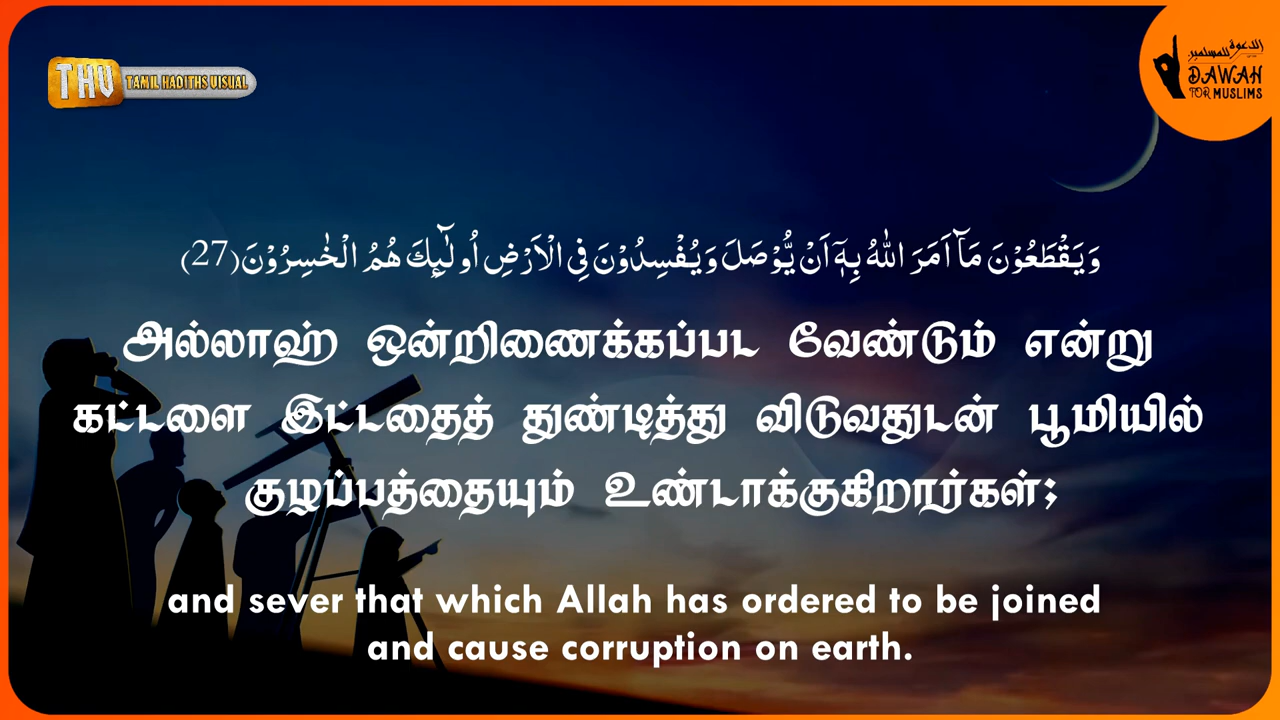 THV
TAMIL HADITHS VISUAL
الدعوة للمسلمين
DAWAH
FOR MUSLIMS
وَيَقْطَعُوْنَ مَآ اَمَرَ اللّٰهُ بِهٖٓ اَنْ يُّوْصَلَ وَيُفْسِدُوْنَ فِى الْاَرْضِ‌ اُولٰٓٮِٕكَ هُمُ الْخٰسِرُوْنَ(27)
அல்லாஹ் ஒன்றிணைக்கப்பட வேண்டும் என்று
கட்டளை இட்டதைத் துண்டித்து விடுவதுடன் பூமியில்
குழப்பத்தையும் உண்டாக்குகிறார்கள்;
and sever that which Allah has ordered to be joined
and cause corruption on earth.